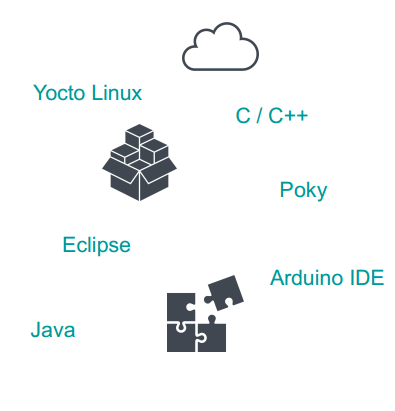 Yocto Linux
C / C++
Poky
Eclipse
Arduino IDE
Java